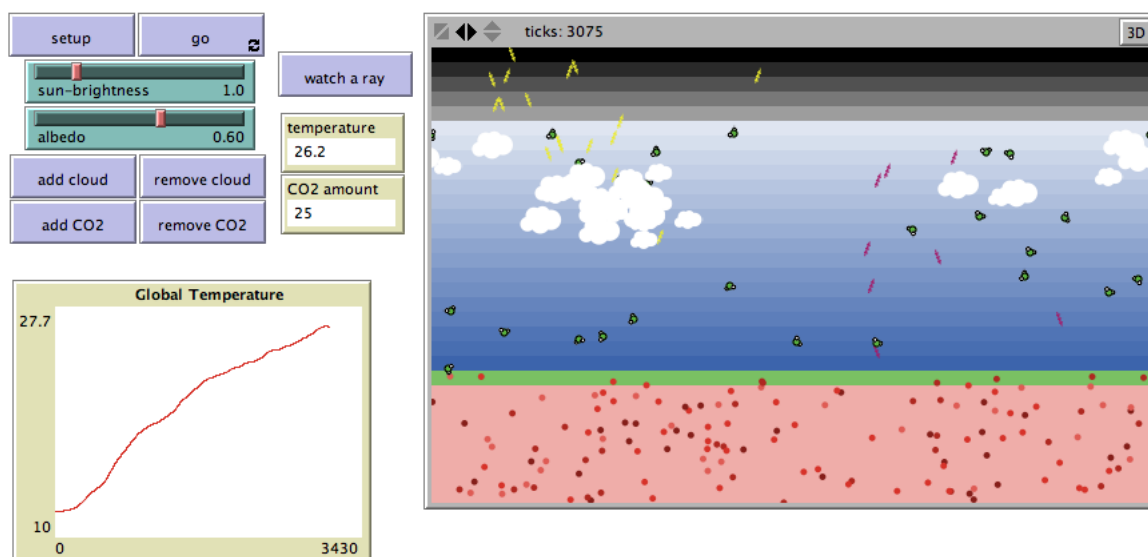 setup
go
sun-brightness 1.0
albedo 0.60
add cloud
remove cloud
add CO2
remove CO2
watch a ray
temperature
26.2
CO2 amount
25
Global Temperature
27.7
10
0
3430
ticks: 3075
3D